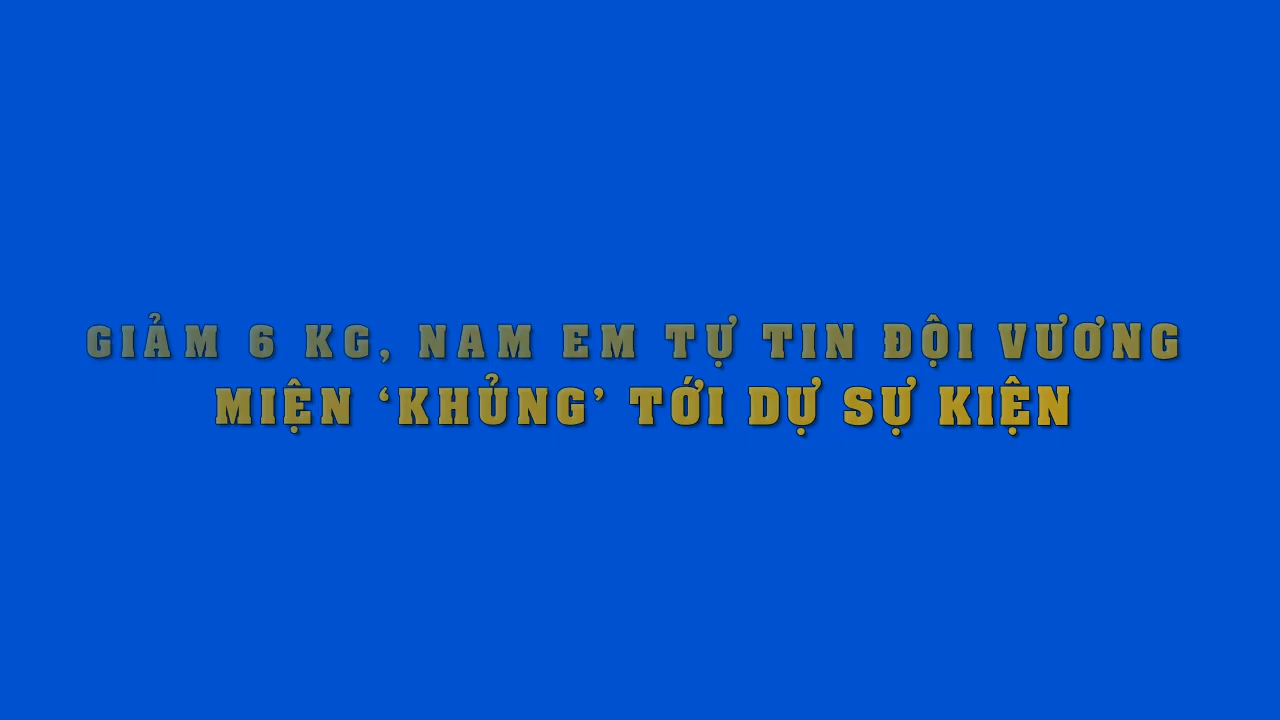 GIẢM 6 KG, NAM EM TỰ TIN ĐỘI VƯƠNG
MIỆN ‘KHỦNG’ TỚI DỰ SỰ KIỆN